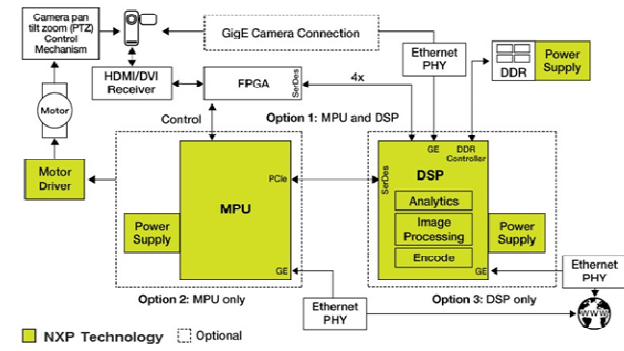 Camera pan
tilt zoom (PTZ)
Control
Mechanism
GigE Camera Connection
Ethernet
PHY
DDR
Power
Supply
HDMI/DVI
Receiver
FPGA
SerDes
4x
Motor
Control
Option 1: MPU and DSP
Motor
Driver
MPU
PCIe
GE
Power
Supply
GE
DDR
Controller
SerDes
DSP
Analytics
Image
Processing
Encode
GE
Power
Supply
Ethernet
PHY
Option 2: MPU only
Ethernet
PHY
Option 3: DSP only
WWW
NXP Technology
Optional